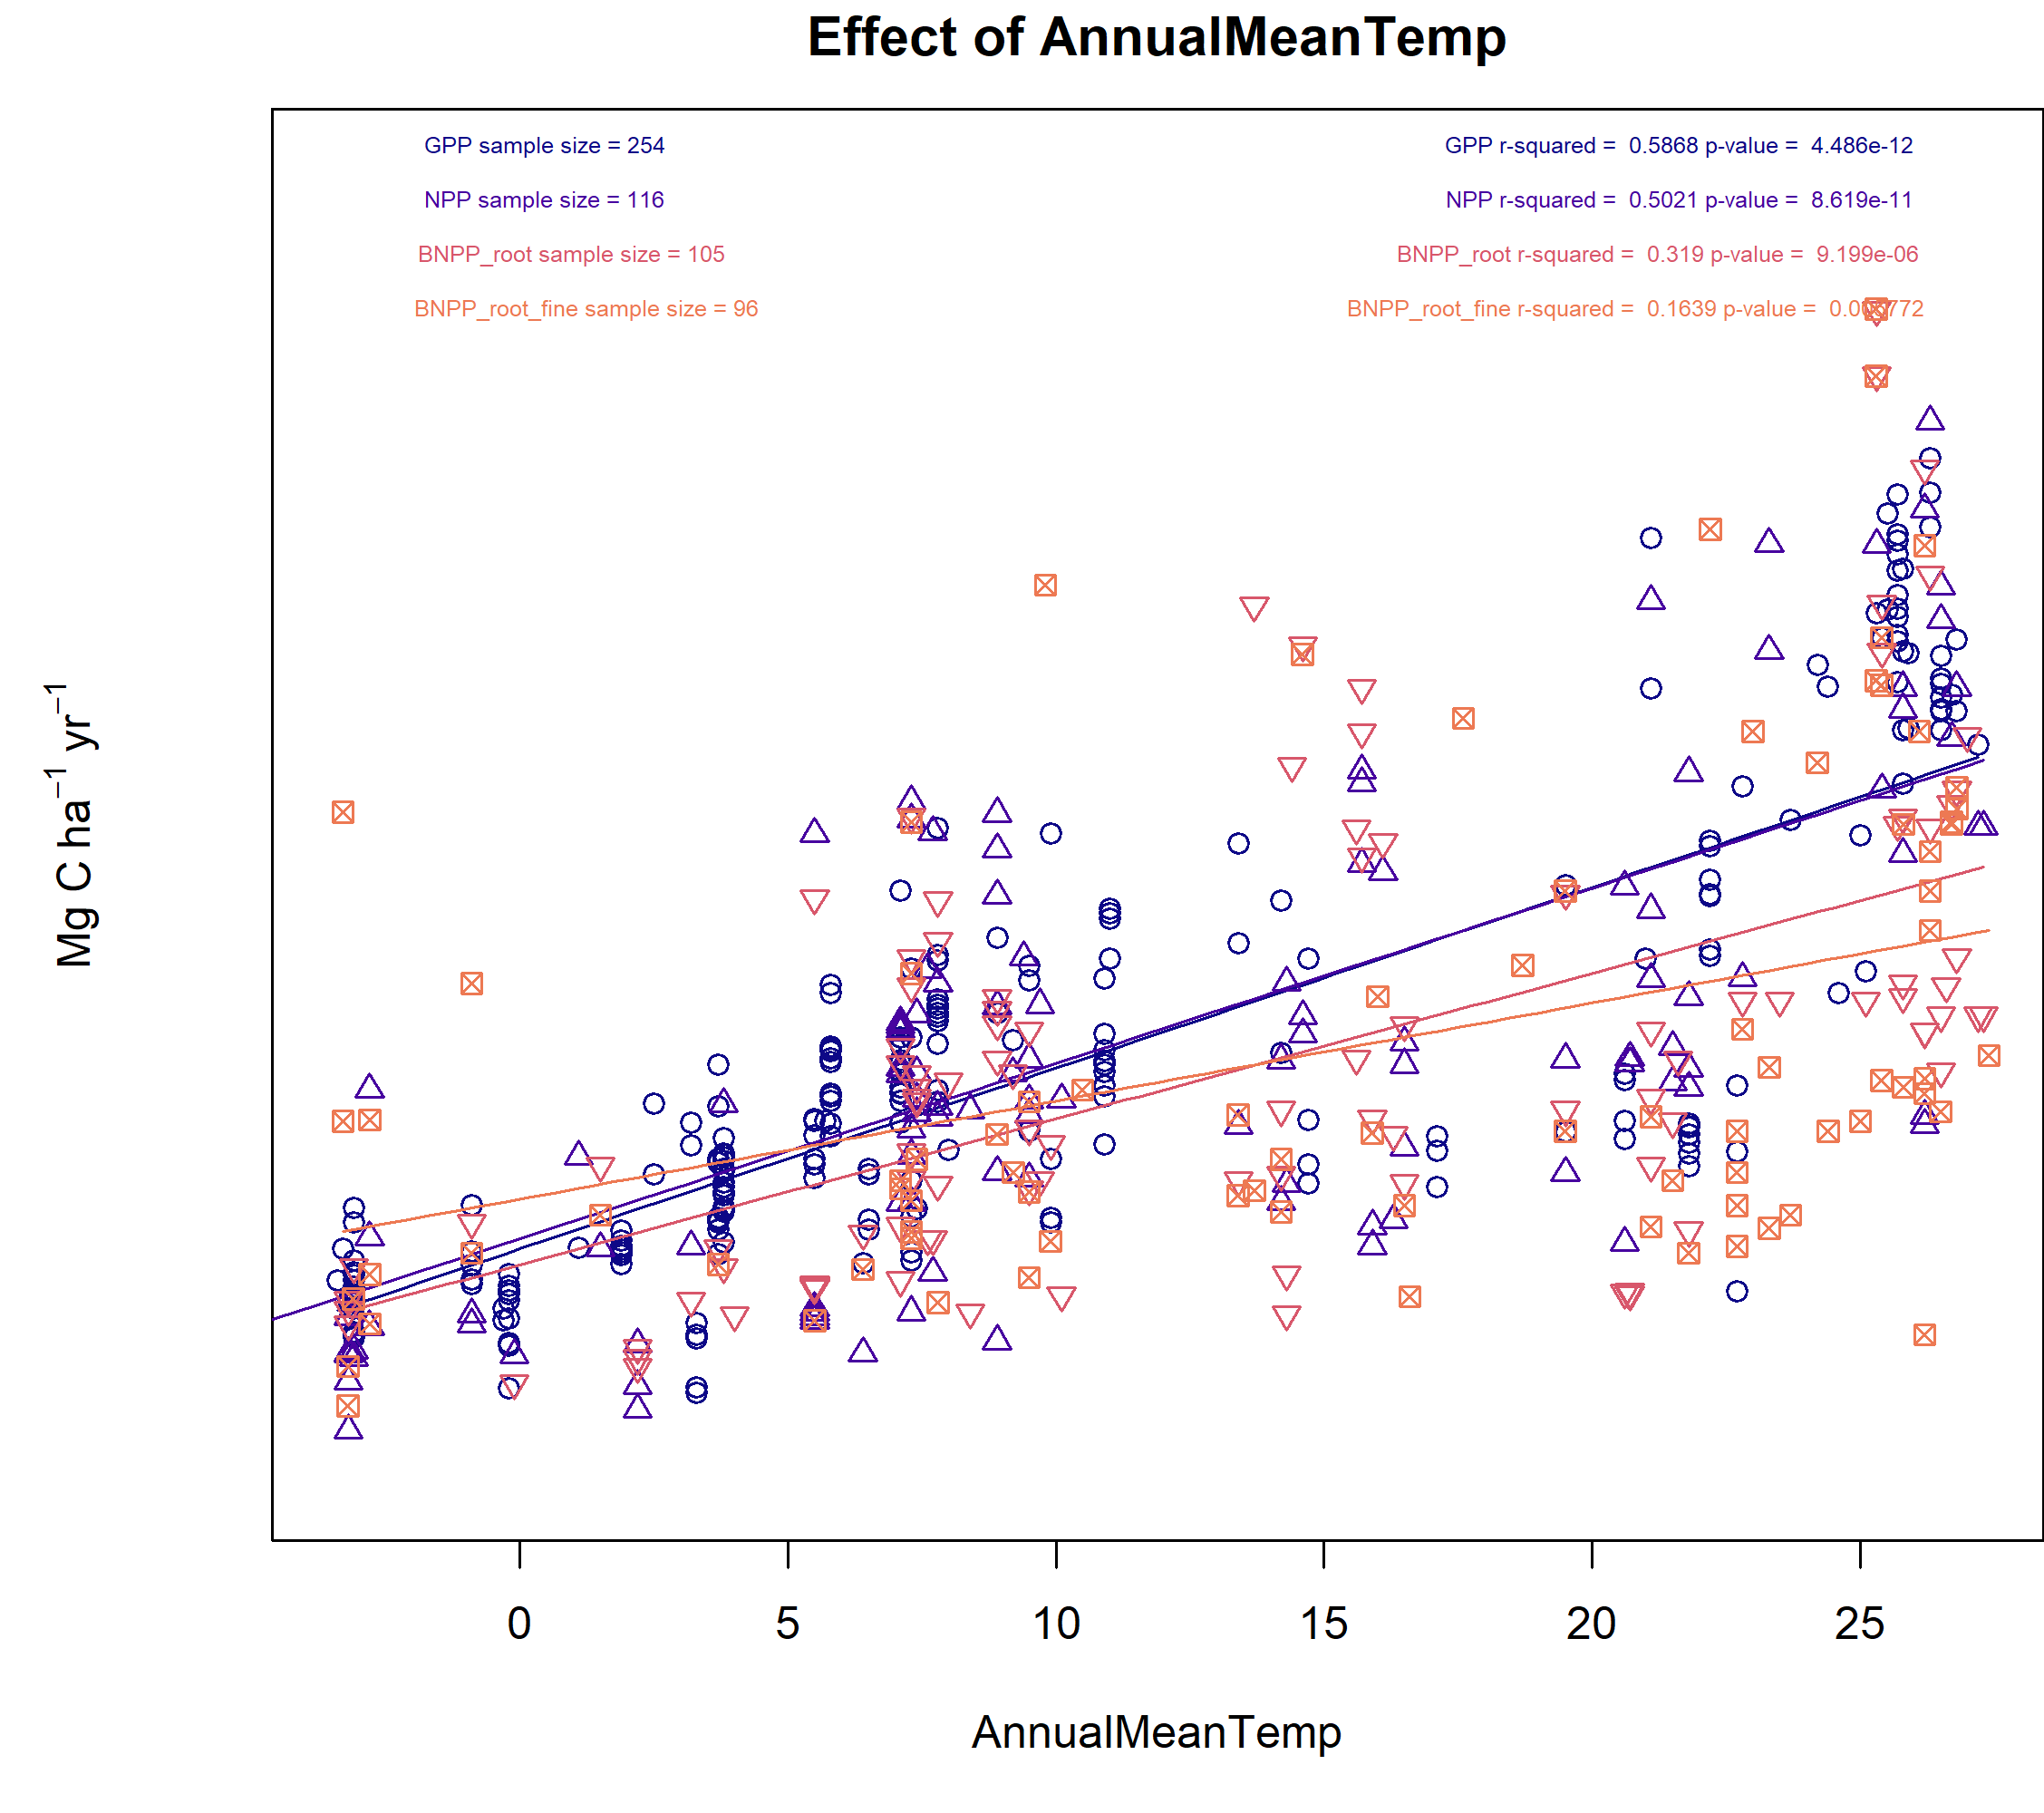 Effect of AnnualMeanTemp
GPP sample size = 254
GPP r-squared = 0.5868 p-value = 4.486e-12
NPP sample size = 116
NPP r-squared = 0.5021 p-value = 8.619e-11
BNPP_root sample size = 105
BNPP_root r-squared = 0.319 p-value = 9.199e-06
BNPP_root_fine sample size = 96
BNPP_root_fine r-squared = 0.1639 p-value =
Mg C ha⁻¹ yr⁻¹
0 5 10 15 20 25
AnnualMeanTemp